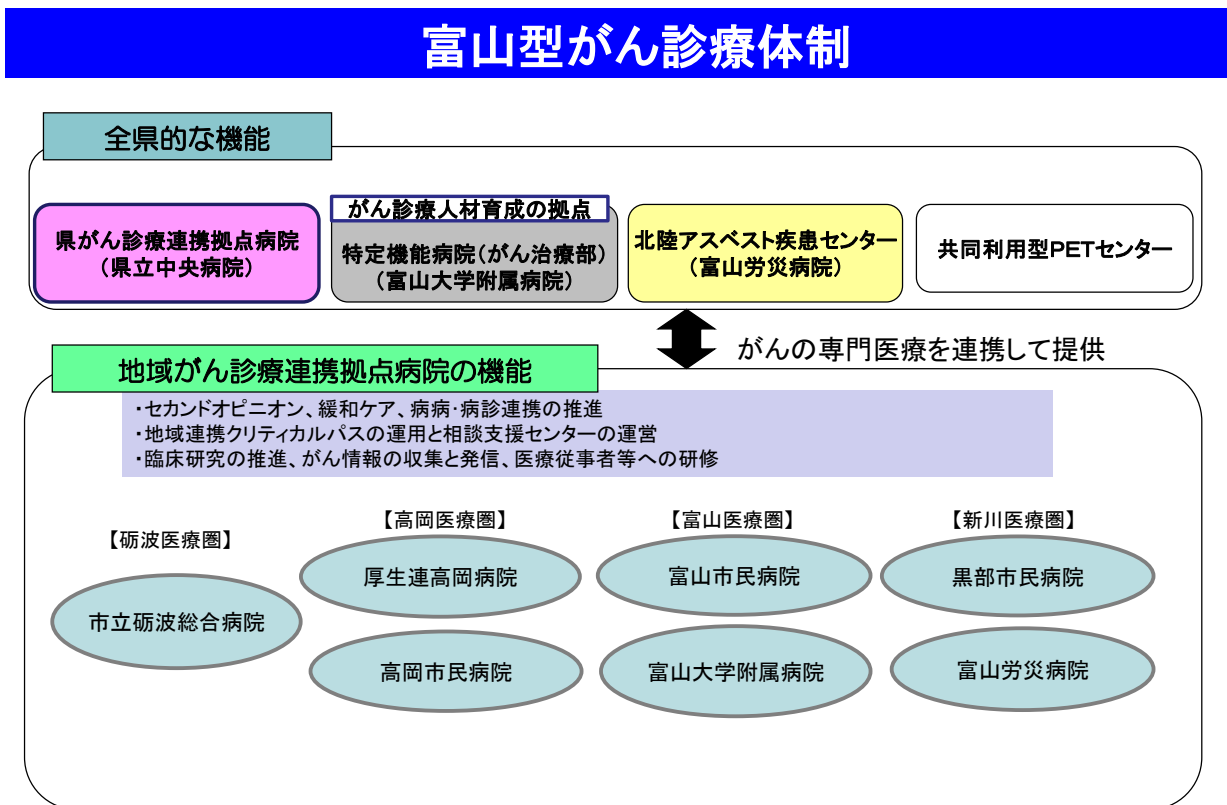 富山型がん診療体制
全県的な機能
県がん診療連携拠点病院
（県立中央病院）
がん診療人材育成の拠点
特定機能病院（がん治療部）
（富山大学附属病院）
北陸アスベスト疾患センター
（富山労災病院）
共同利用型PETセンター
がんの専門医療を連携して提供
地域がん診療連携拠点病院の機能
・セカンドオピニオン、緩和ケア、病病・病診連携の推進
・地域連携クリティカルパスの運用と相談支援センターの運営
・臨床研究の推進、がん情報の収集と発信、医療従事者等への研修
【砺波医療圏】
市立砺波総合病院
【高岡医療圏】
厚生連高岡病院
高岡市民病院
【富山医療圏】
富山市民病院
富山大学附属病院
【新川医療圏】
黒部市民病院
富山労災病院